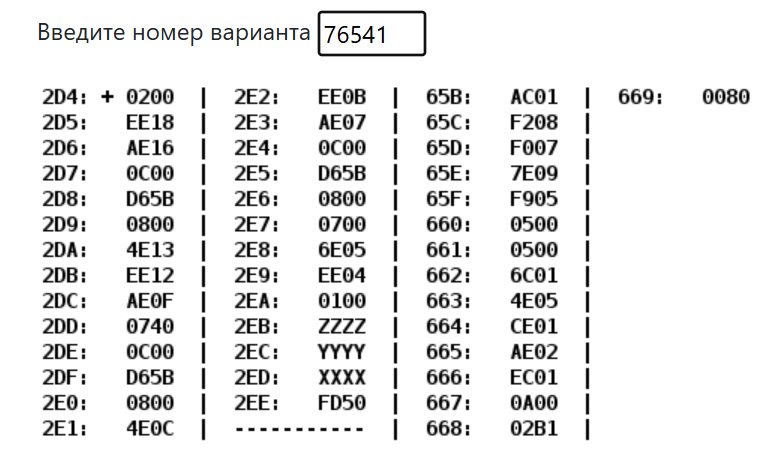 Введите номер варианта 76541
2D4: + 0200 | 2E2: EE0B | 65B: AC01 | 669: 0080
2D5: EE18 | 2E3: AE07 | 65C: F208 |
2D6: AE16 | 2E4: 0C00 | 65D: F007 |
2D7: 0C00 | 2E5: D65B | 65E: 7E09 |
2D8: D65B | 2E6: 0800 | 65F: F905 |
2D9: 0800 | 2E7: 0700 | 660: 0500 |
2DA: 4E13 | 2E8: 6E05 | 661: 0500 |
2DB: EE12 | 2E9: EE04 | 662: 6C01 |
2DC: AE0F | 2EA: 0100 | 663: 4E05 |
2DD: 0740 | 2EB: ZZZZ | 664: CE01 |
2DE: 0C00 | 2EC: YYYY | 665: AE02 |
2DF: D65B | 2ED: XXXX | 666: EC01 |
2E0: 0800 | 2EE: FD50 | 667: 0A00 |
2E1: 4E0C | ----------- | 668: 02B1 |